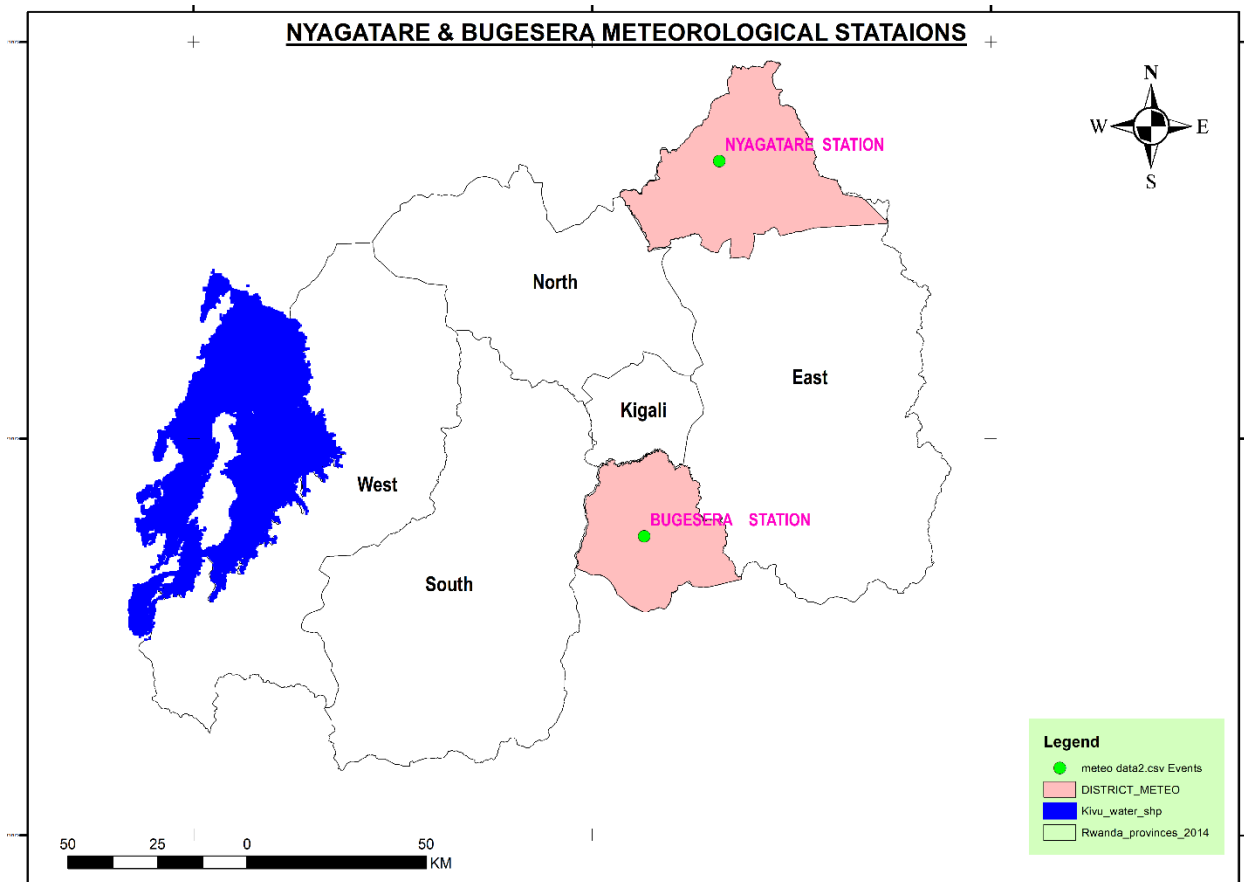 NYAGATARE & BUGESERA METEOROLOGICAL STATAIONS
N
W E
S
NYAGATARE STATION
North
East
Kigali
West
BUGESERA STATION
South
Legend
meteo data2.csv Events
DISTRICT_METEO
Kivu_water_shp
Rwanda_provinces_2014
50 25 0 50
KM